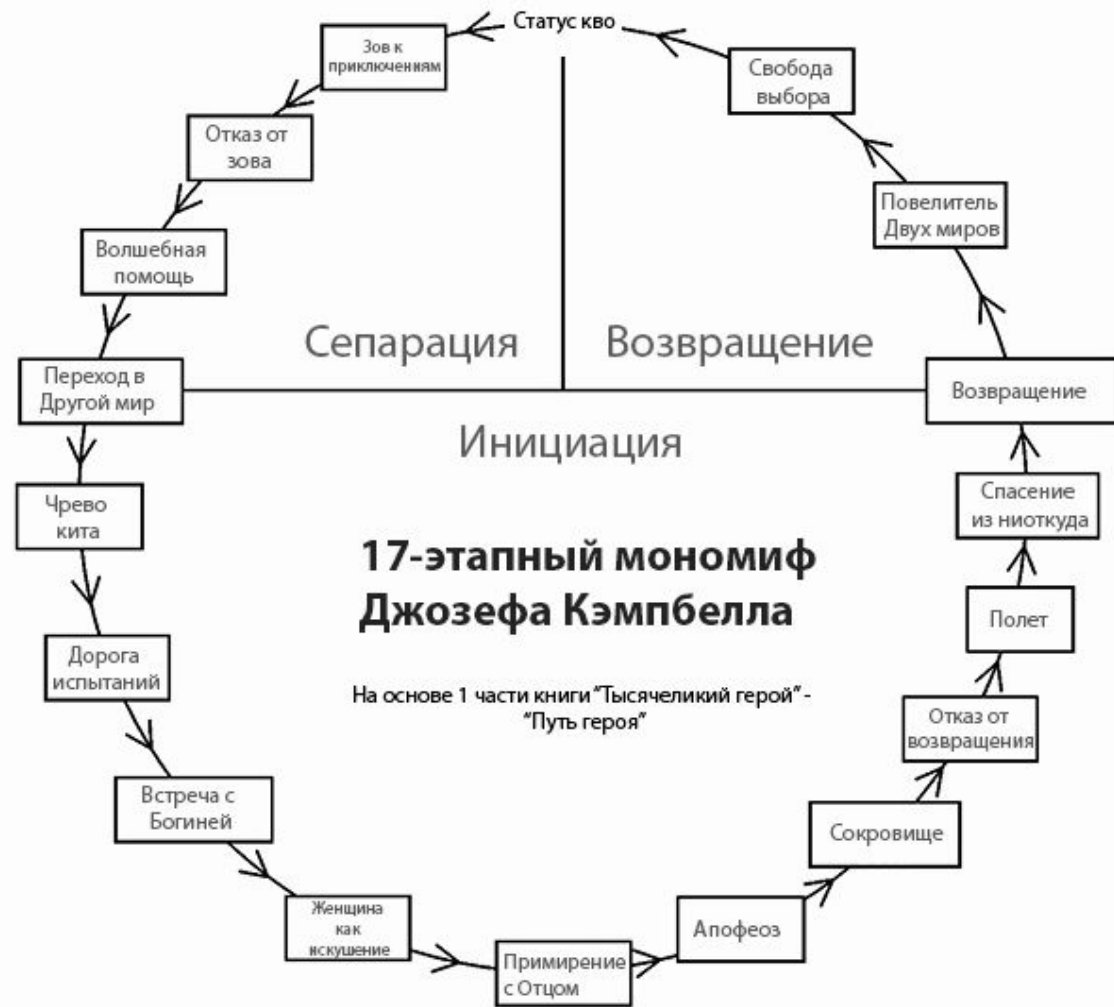 Статус кво
Зов к
приключениям
Отказ от
зова
Волшебная
помощь
Переход в
Другой мир
Чрево
кита
Дорога
испытаний
Встреча с
Богиней
Женщина
как
искушение
Примирение
с Отцом
Апофеоз
Сокровище
Отказ от
возвращения
Полет
Спасение
из ниоткуда
Возвращение
Повелитель
Двух миров
Свобода
выбора
Сепарация
Возвращение
Инициация
17-этапный мономиф
Джозефа Кэмпбелла
На основе 1 части книги "Тысячеликий герой" -
"Путь героя"